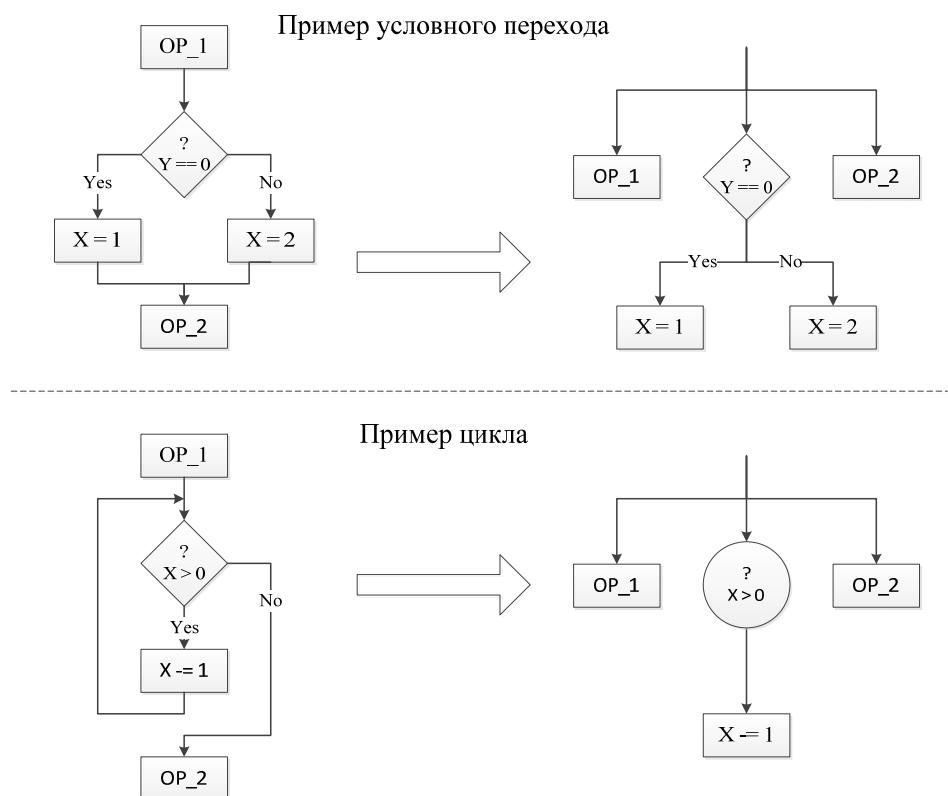 Пример условного перехода
OP_1
?
Y == 0
Yes
No
X = 1
X = 2
OP_2
OP_1
?
Y == 0
OP_2
Yes
No
X = 1
X = 2
Пример цикла
OP_1
?
X > 0
No
Yes
X -= 1
OP_2
OP_1
?
X > 0
OP_2
X -= 1